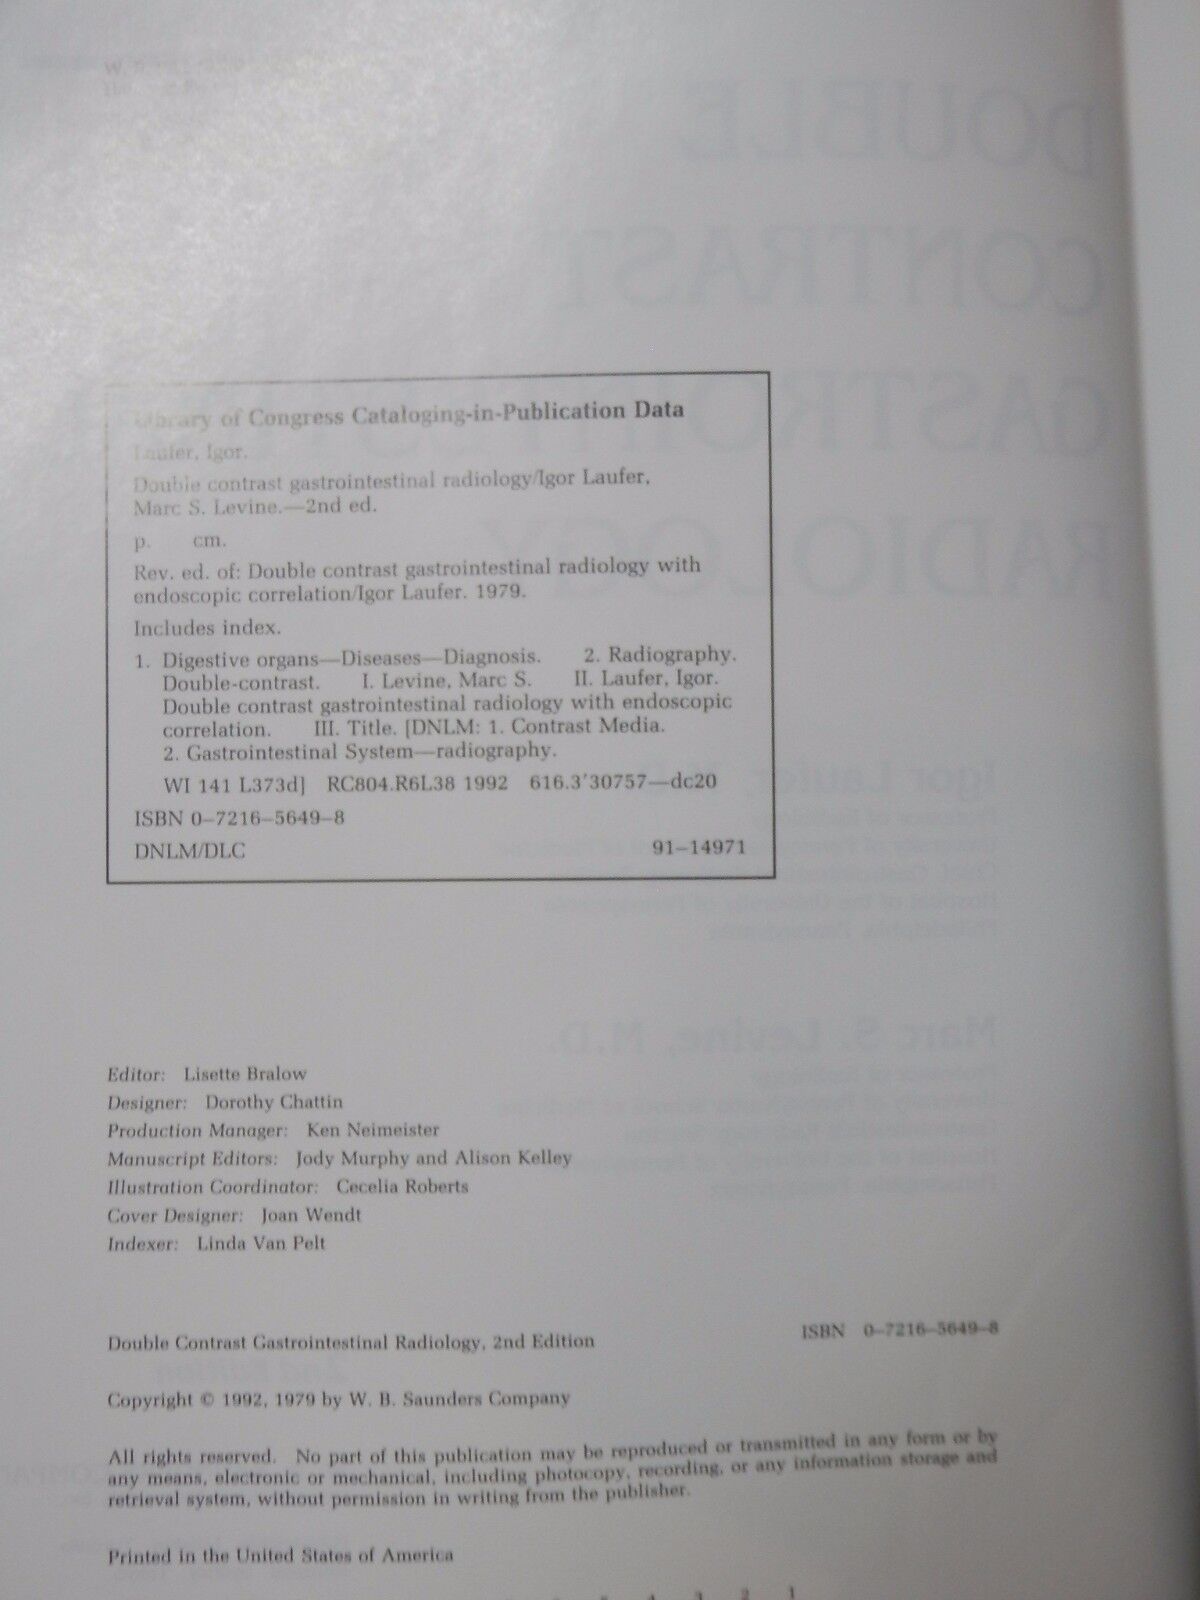 Library of Congress Cataloging-in-Publication Data
Laufer, Igor.
Double contrast gastrointestinal radiology/Igor Laufer,
Marc S. Levine.—2nd ed.
p. cm.
Rev. ed. of: Double contrast gastrointestinal radiology with
endoscopic correlation/Igor Laufer. 1979.
Includes index.
1. Digestive organs—Diseases—Diagnosis. 2. Radiography.
Double-contrast. I. Levine, Marc S. II. Laufer, Igor.
Double contrast gastrointestinal radiology with endoscopic
correlation. III. Title. [DNLM: 1. Contrast Media.
2. Gastrointestinal System—radiography.
WI 141 L373d] RC804.R6L38 1992 616.3'30757—dc20
ISBN 0-7216-5649-8
DNLM/DLC 91-14971
Editor: Lisette Bralow
Designer: Dorothy Chattin
Production Manager: Ken Neimeister
Manuscript Editors: Jody Murphy and Alison Kelley
Illustration Coordinator: Cecelia Roberts
Cover Designer: Joan Wendt
Indexer: Linda Van Pelt
Double Contrast Gastrointestinal Radiology, 2nd Edition ISBN 0-7216-5649-8
Copyright © 1992, 1979 by W. B. Saunders Company
All rights reserved. No part of this publication may be reproduced or transmitted in any form or by
any means, electronic or mechanical, including photocopy, recording, or any information storage and
retrieval system, without permission in writing from the publisher.
Printed in the United States of America